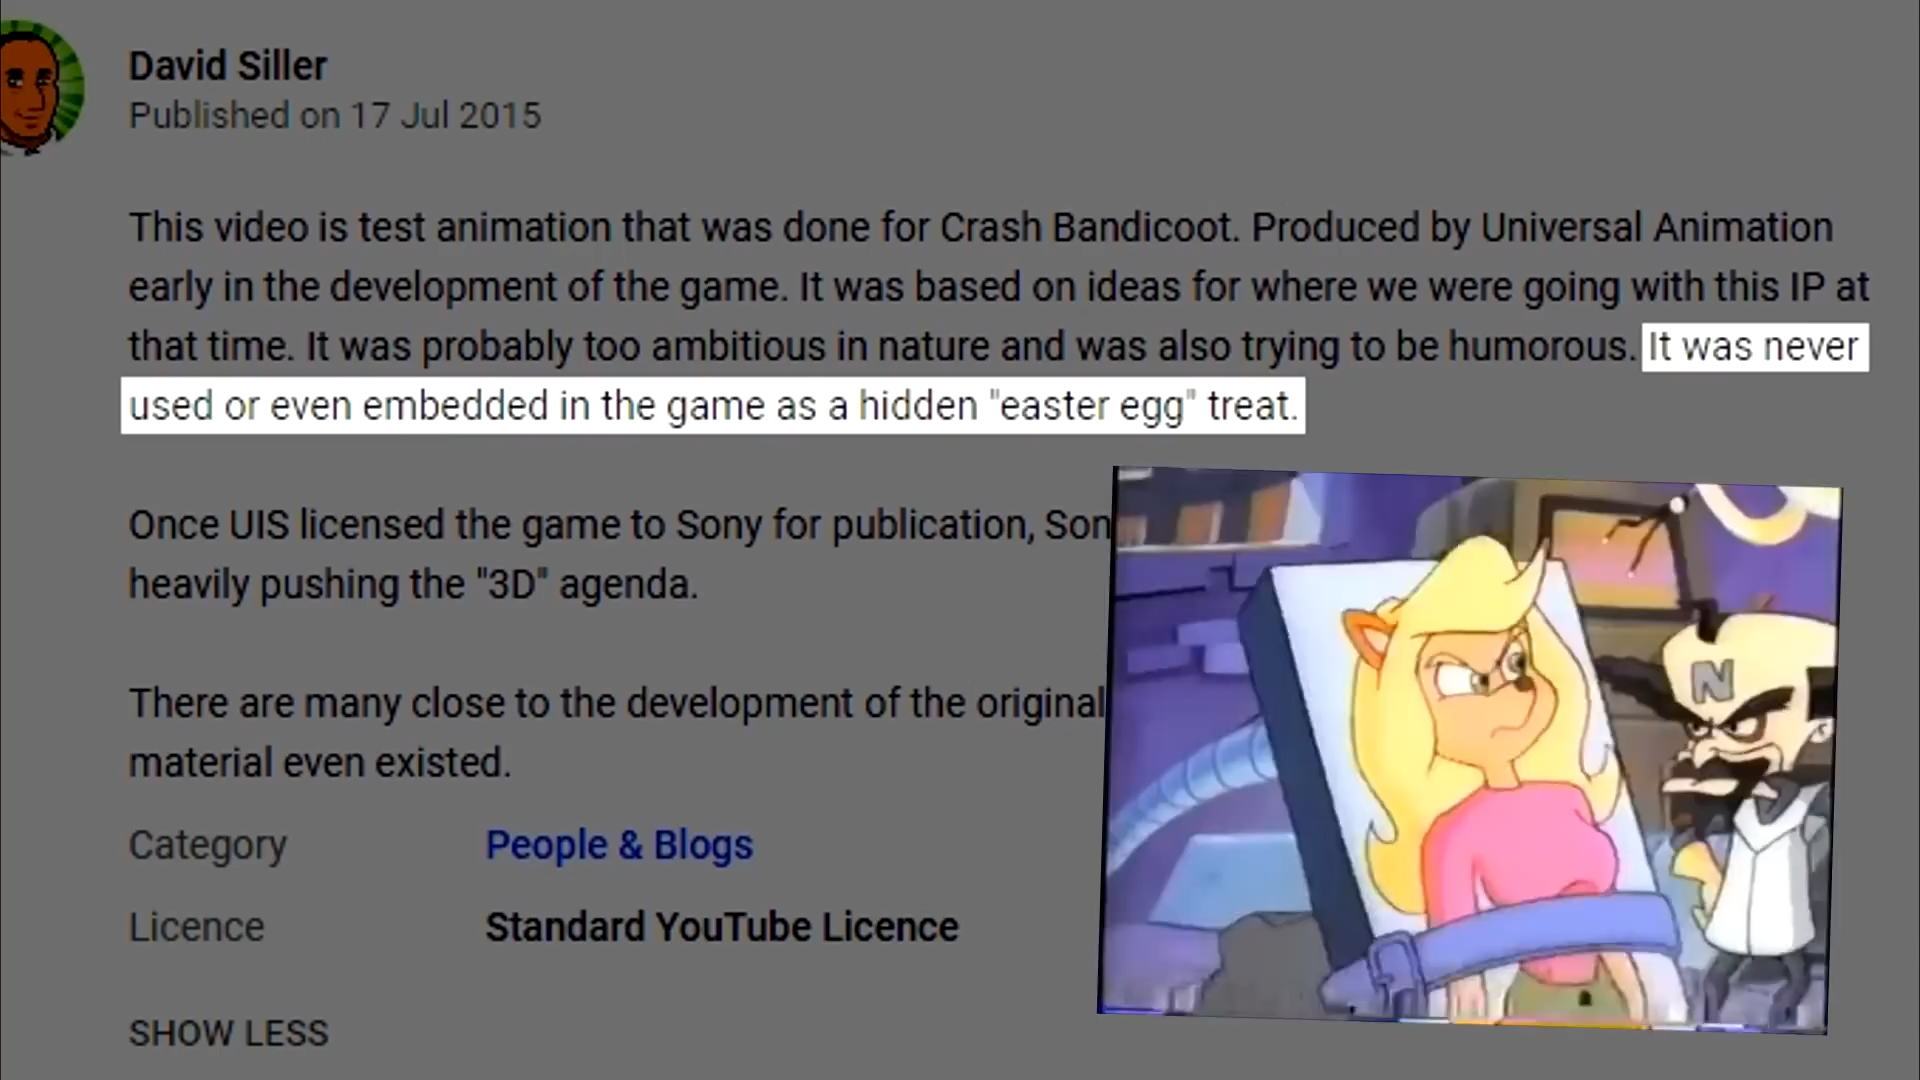 David Siller
Published on 17 Jul 2015
This video is test animation that was done for Crash Bandicoot. Produced by Universal Animation
early in the development of the game. It was based on ideas for where we were going with this IP at
that time. It was probably too ambitious in nature and was also trying to be humorous. It was never
used or even embedded in the game as a hidden "easter egg" treat.
Once UIS licensed the game to Sony for publication, Son
heavily pushing the "3D" agenda.
There are many close to the development of the original
material even existed.
Category People & Blogs
Licence Standard YouTube Licence
SHOW LESS
N